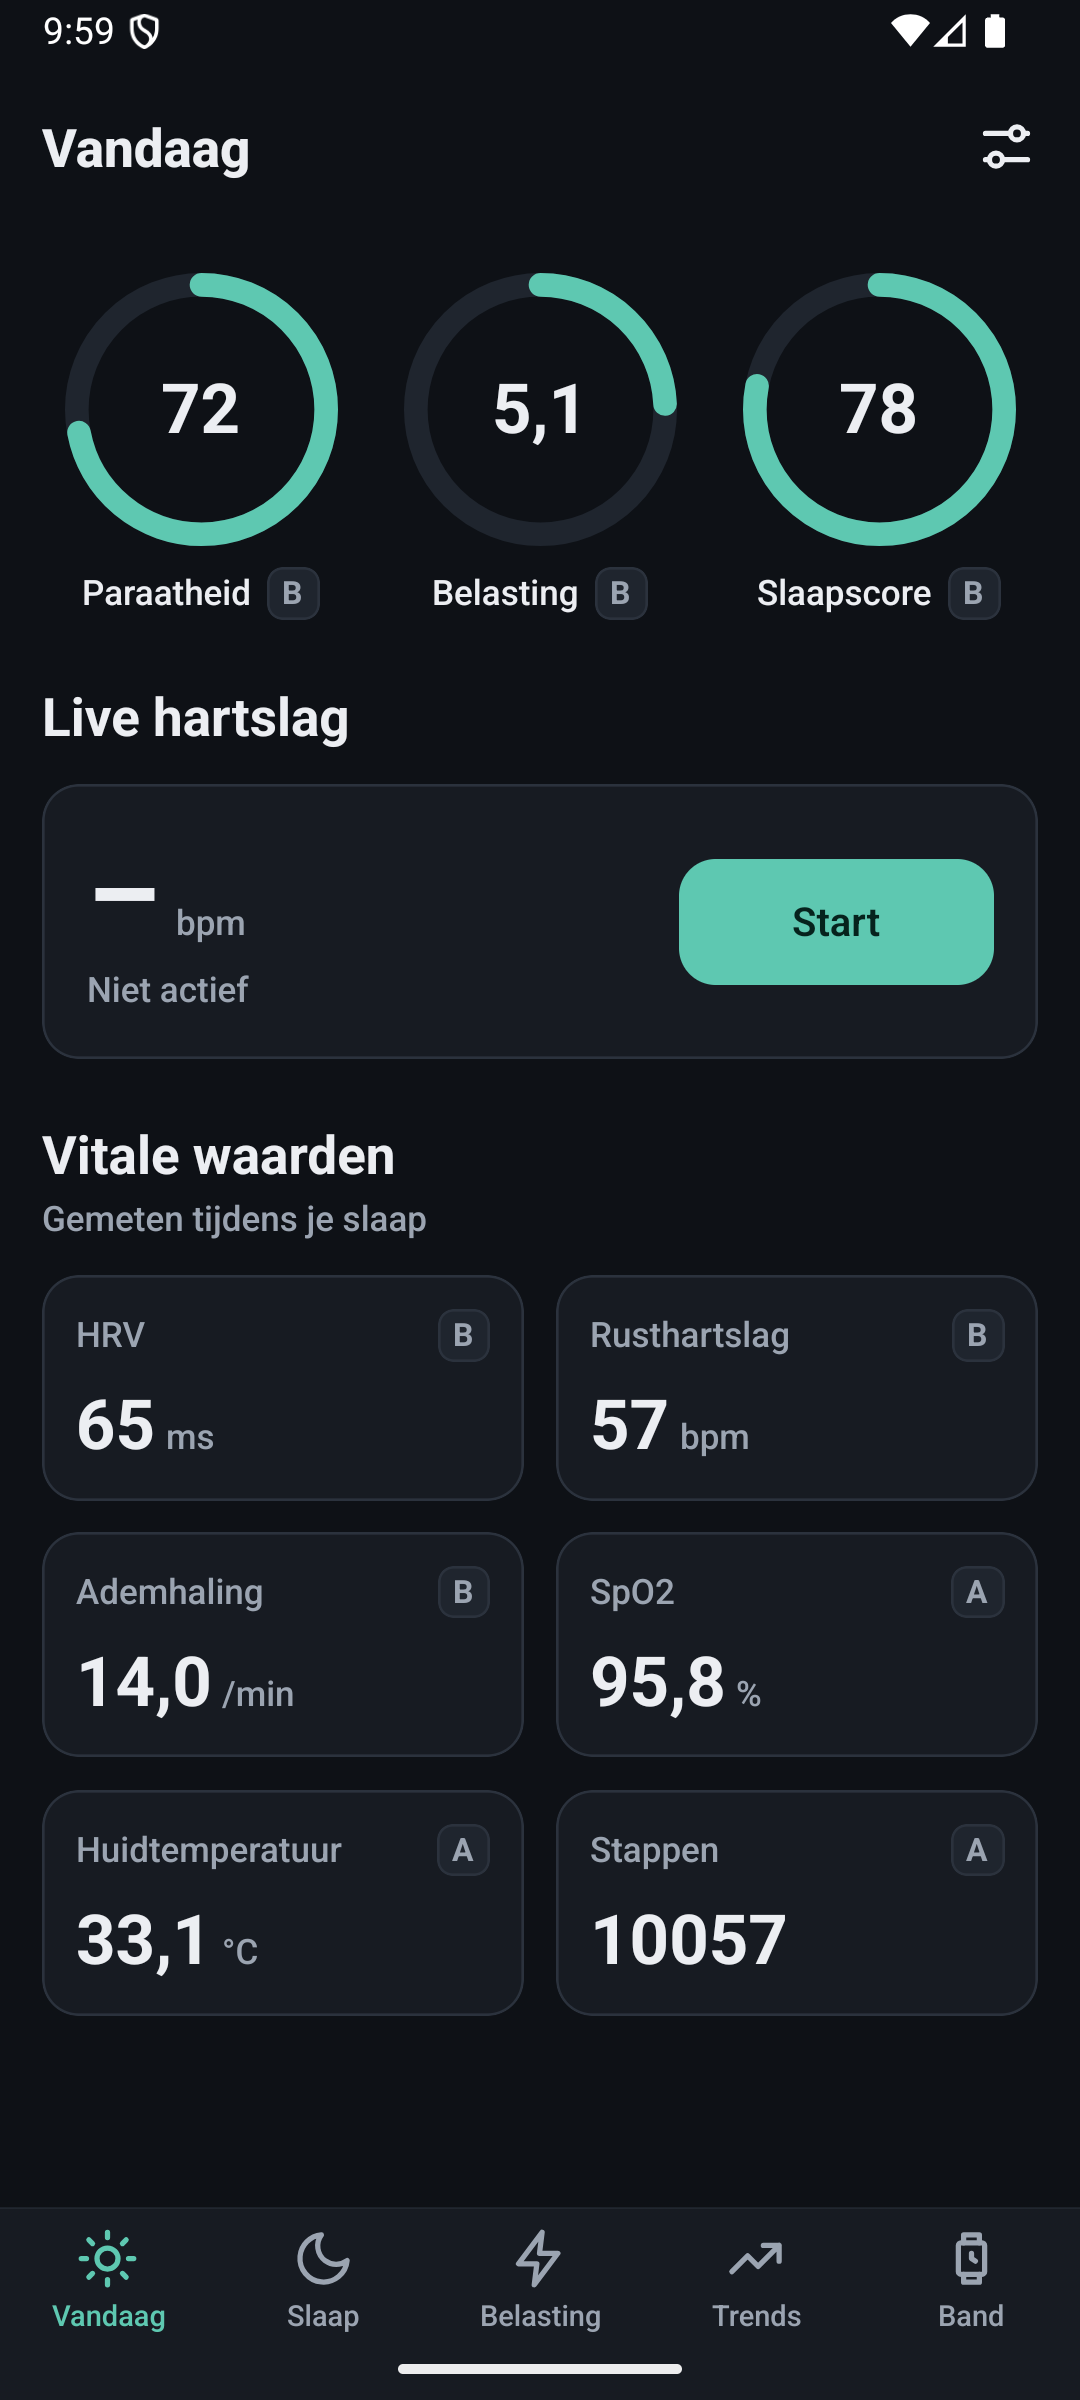 9:59
Vandaag
72
5,1
78
Paraatheid B
Belasting B
Slaapscore B
Live hartslag
— bpm
Niet actief
Start
Vitale waarden
Gemeten tijdens je slaap
HRV B
65 ms
Rusthartslag B
57 bpm
Ademhaling B
14,0 /min
SpO2 A
95,8 %
Huidtemperatuur A
33,1 °C
Stappen A
10057
Vandaag
Slaap
Belasting
Trends
Band